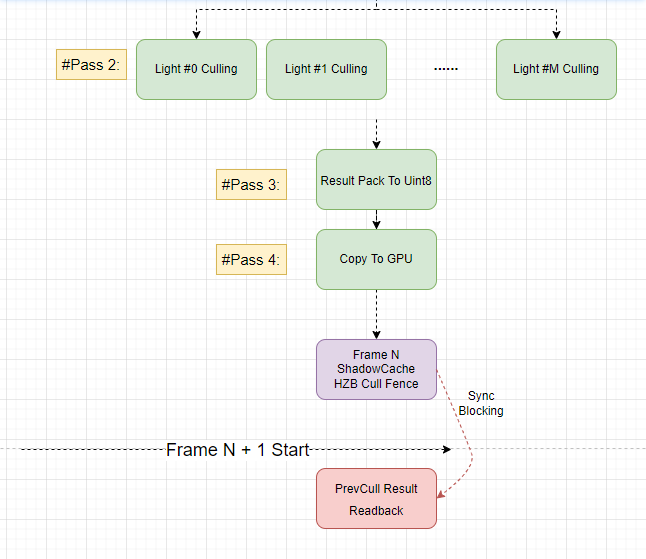 #Pass 2:
Light #0 Culling
Light #1 Culling
......
Light #M Culling
#Pass 3:
Result Pack To Uint8
#Pass 4:
Copy To GPU
Frame N
ShadowCache
HZB Cull Fence
Sync
Blocking
Frame N + 1 Start
PrevCull Result
Readback